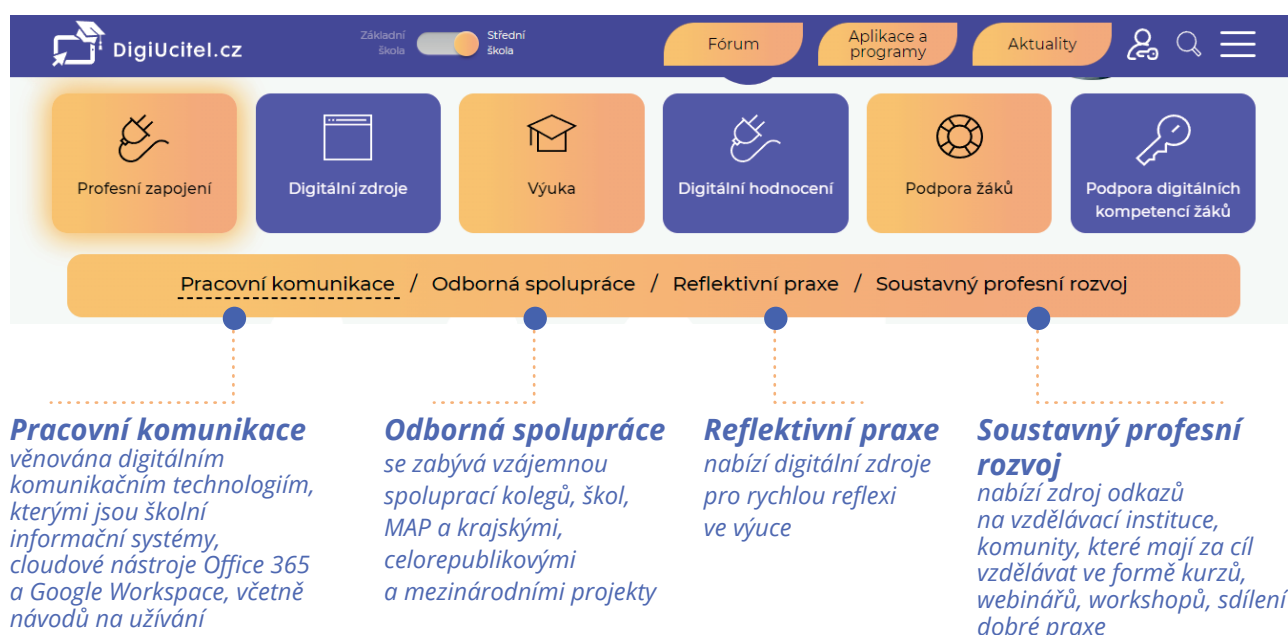 DigiUcitel.cz
Základní
škola
Střední
škola
Fórum
Aplikace a
programy
Aktuality
Profesní zapojení
Digitální zdroje
Výuka
Digitální hodnocení
Podpora žáků
Podpora digitálních
kompetencí žáků
Pracovní komunikace / Odborná spolupráce / Reflektivní praxe / Soustavný profesní rozvoj
Pracovní komunikace
věnována digitálním
komunikačním technologiím,
kterými jsou školní
informační systémy,
cloudové nástroje Office 365
a Google Workspace, včetně
návodů na užívání
Odborná spolupráce
se zabývá vzájemnou
spoluprací kolegů, škol,
MAP a krajskými,
celorepublikovými
a mezinárodními projekty
Reflektivní praxe
nabízí digitální zdroje
pro rychlou reflexi
ve výuce
Soustavný profesní
rozvoj
nabízí zdroj odkazů
na vzdělávací instituce,
komunity, které mají za cíl
vzdělávat ve formě kurzů,
webinářů, workshopů, sdílení
dobré praxe